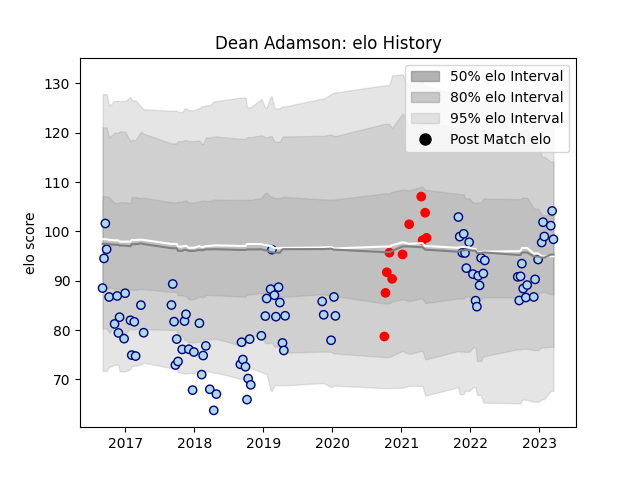 Dean Adamson: elo History
50% elo Interval
80% elo Interval
95% elo Interval
Post Match elo
elo score
130
120
110
100
90
80
70
2017
2018
2019
2020
2021
2022
2023